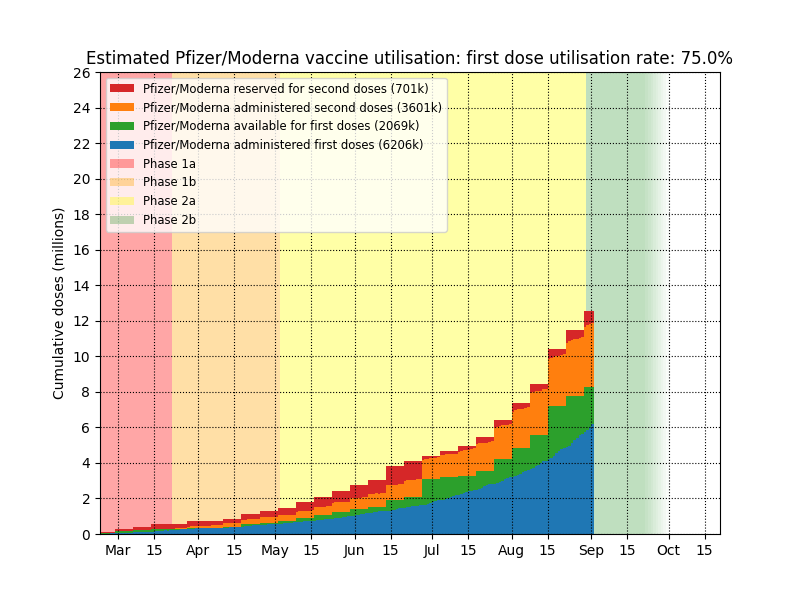 Estimated Pfizer/Moderna vaccine utilisation: first dose utilisation rate: 75.0%
Cumulative doses (millions)
26
24
22
20
18
16
14
12
10
8
6
4
2
0
Pfizer/Moderna reserved for second doses (701k)
Pfizer/Moderna administered second doses (3601k)
Pfizer/Moderna available for first doses (2069k)
Pfizer/Moderna administered first doses (6206k)
Phase 1a
Phase 1b
Phase 2a
Phase 2b
Mar 15 Apr 15 May 15 Jun 15 Jul 15 Aug 15 Sep 15 Oct 15